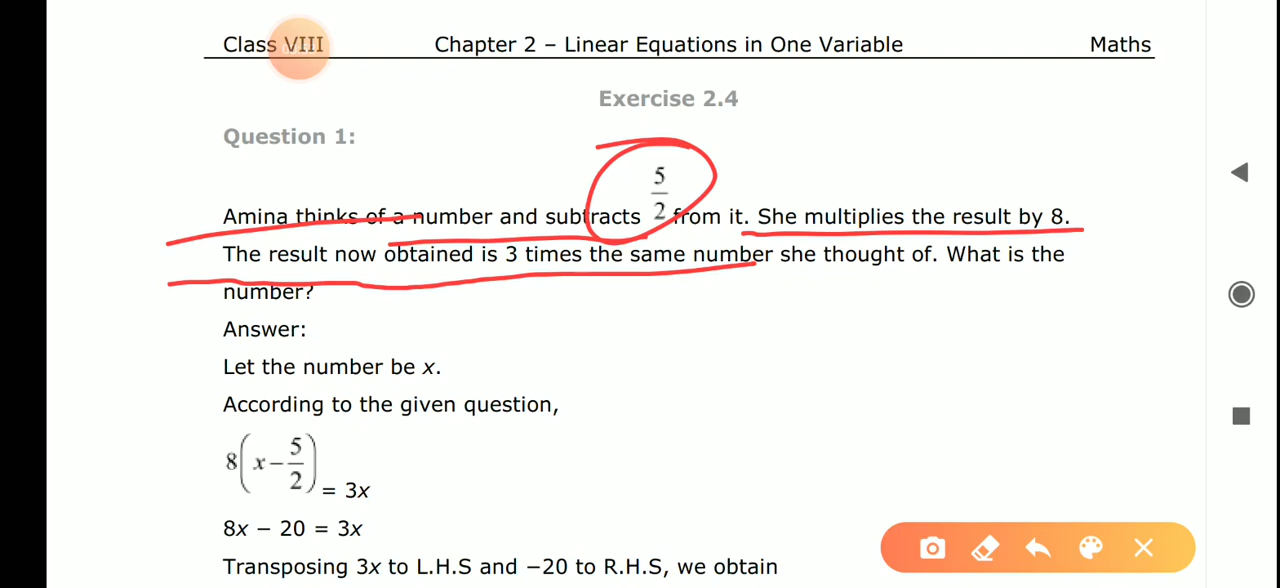 Class VIII Chapter 2 – Linear Equations in One Variable Maths
Exercise 2.4
Question 1:
Amina thinks of a number and subtracts 5/2 from it. She multiplies the result by 8.
The result now obtained is 3 times the same number she thought of. What is the
number?
Answer:
Let the number be x.
According to the given question,
8(x − 5/2) = 3x
8x − 20 = 3x
Transposing 3x to L.H.S and −20 to R.H.S, we obtain